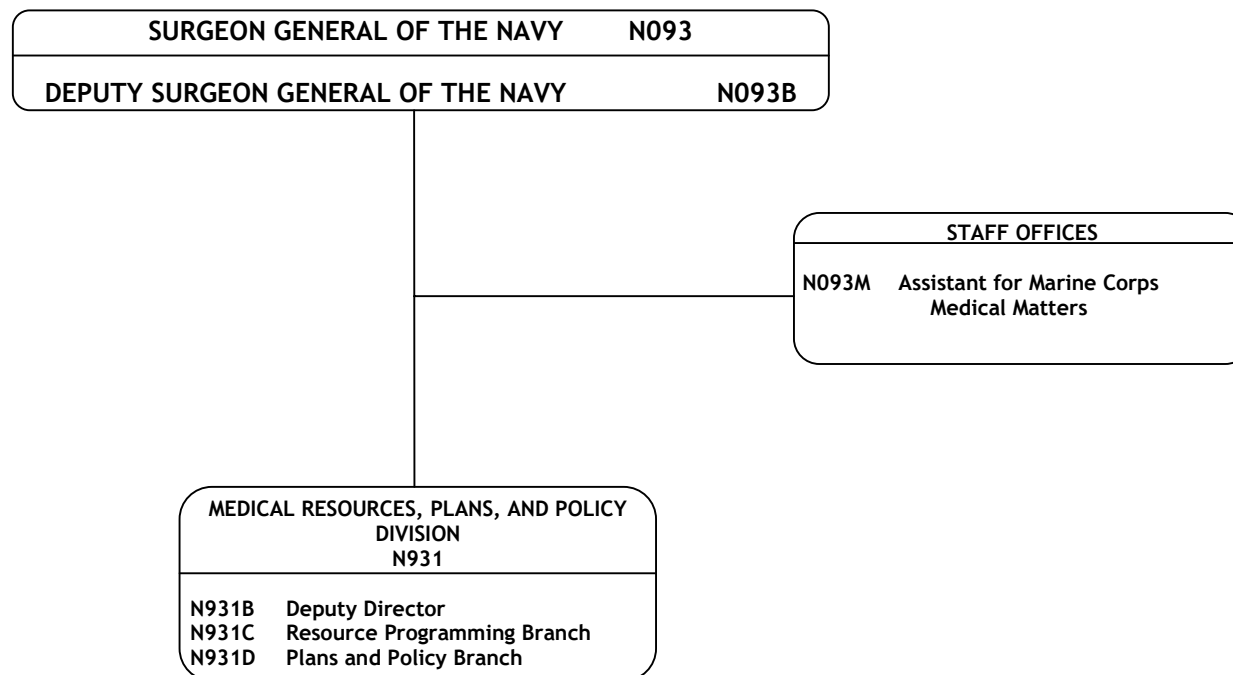 SURGEON GENERAL OF THE NAVY N093
DEPUTY SURGEON GENERAL OF THE NAVY N093B
STAFF OFFICES
N093M Assistant for Marine Corps
Medical Matters
MEDICAL RESOURCES, PLANS, AND POLICY
DIVISION
N931
N931B Deputy Director
N931C Resource Programming Branch
N931D Plans and Policy Branch